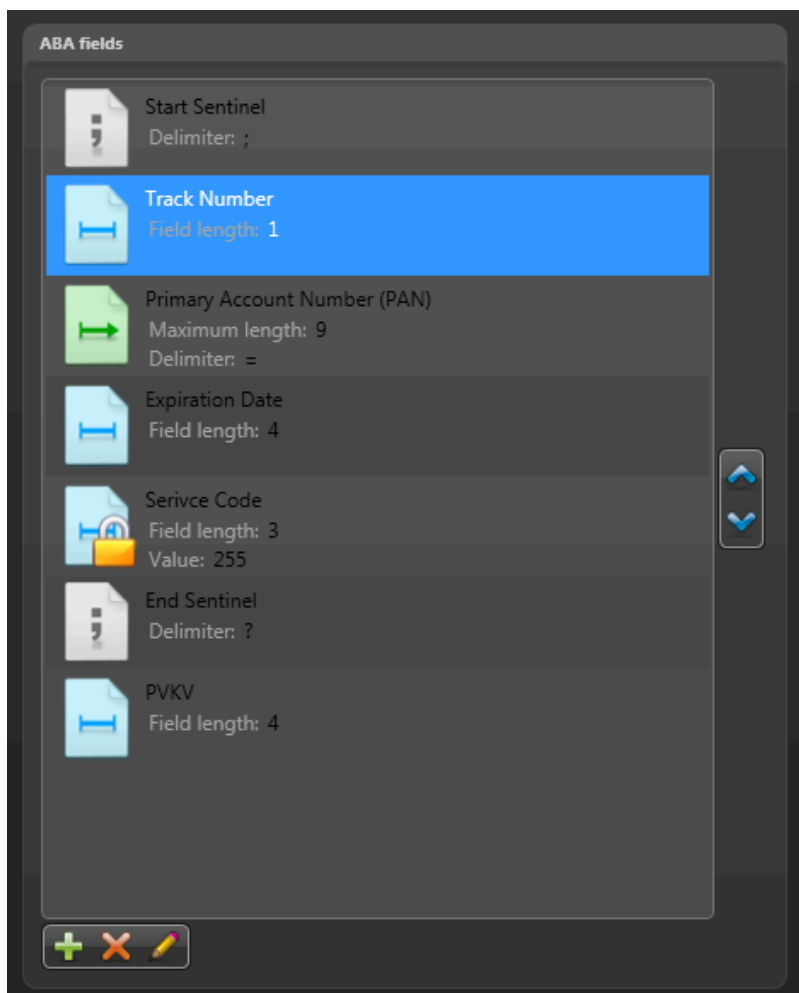 ABA fields
Start Sentinel
Delimiter: ;
Track Number
Field length: 1
Primary Account Number (PAN)
Maximum length: 9
Delimiter: =
Expiration Date
Field length: 4
Serivce Code
Field length: 3
Value: 255
End Sentinel
Delimiter: ?
PVKV
Field length: 4